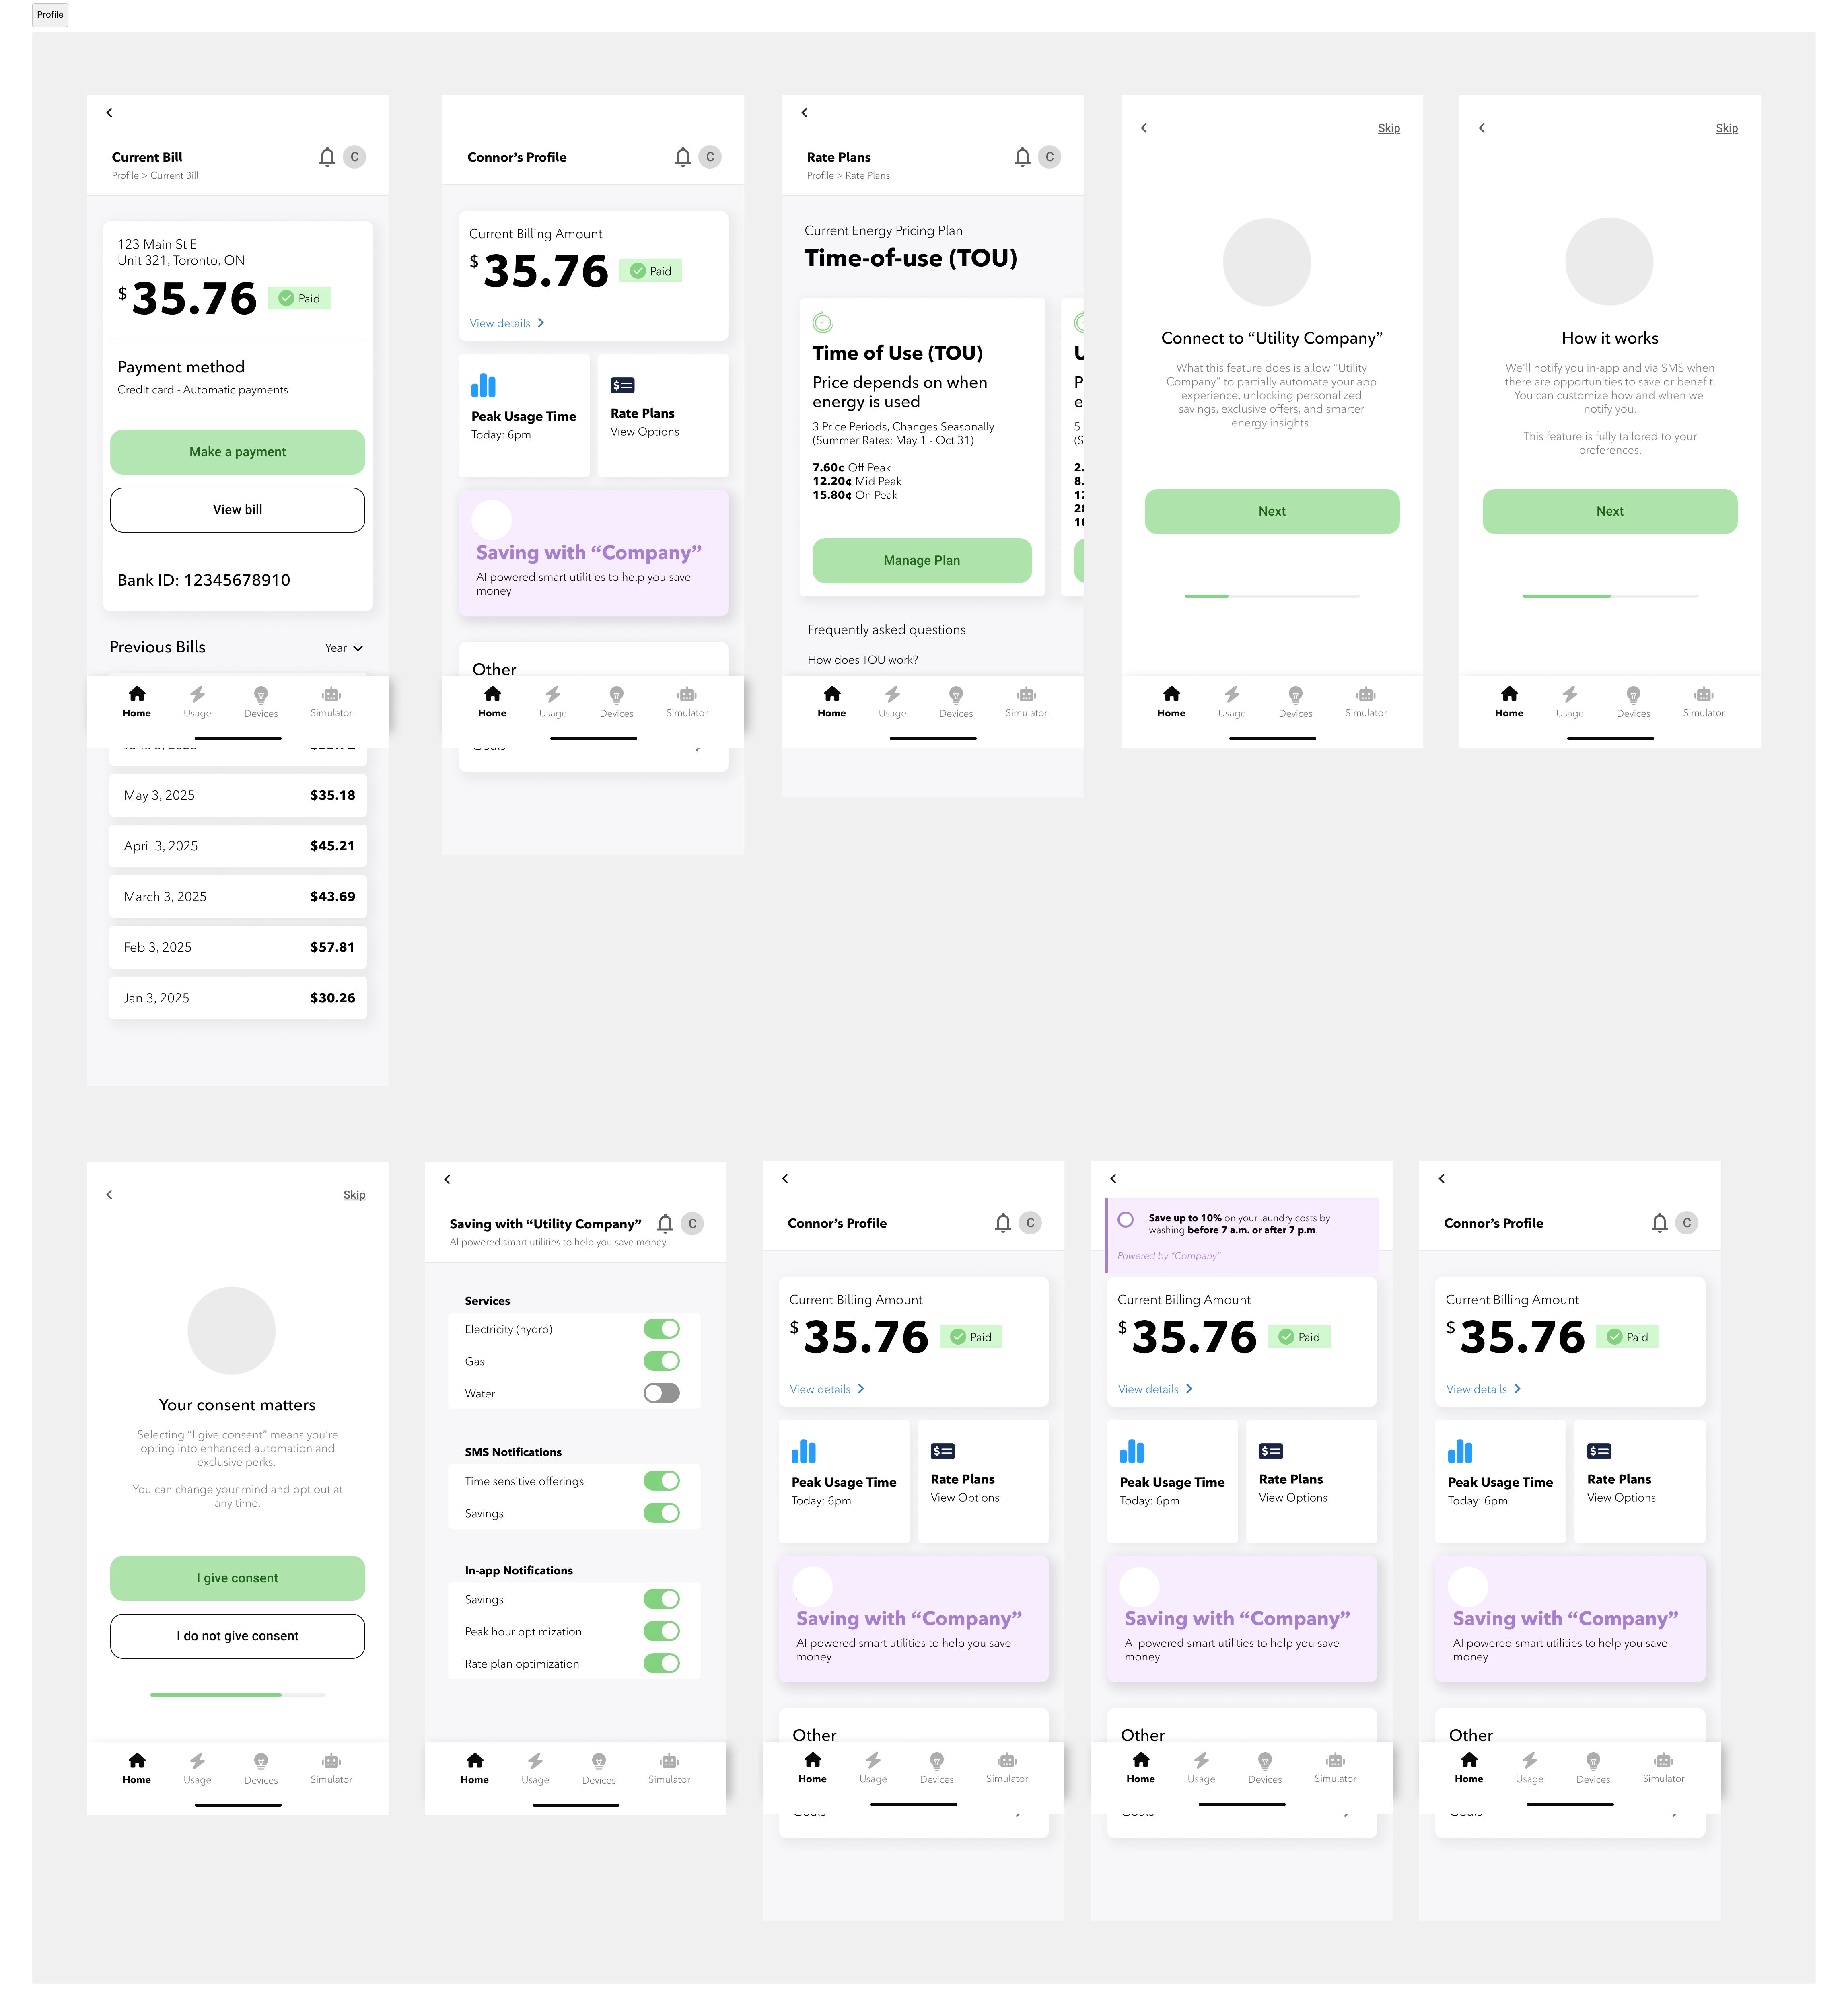 Profile
Current Bill
C
Profile > Current Bill
123 Main St E
Unit 321, Toronto, ON
$ 35.76
Paid
Payment method
Credit card - Automatic payments
Make a payment
View bill
Bank ID: 12345678910
Previous Bills
Year
Home
Usage
Devices
Simulator
May 3, 2025
$35.18
April 3, 2025
$45.21
March 3, 2025
$43.69
Feb 3, 2025
$57.81
Jan 3, 2025
$30.26
Connor’s Profile
C
Current Billing Amount
$ 35.76
Paid
View details
Peak Usage Time
Today: 6pm
Rate Plans
View Options
Saving with “Company”
AI powered smart utilities to help you save
money
Other
Home
Usage
Devices
Simulator
Rate Plans
C
Profile > Rate Plans
Current Energy Pricing Plan
Time-of-use (TOU)
Time of Use (TOU)
Price depends on when
energy is used
3 Price Periods, Changes Seasonally
(Summer Rates: May 1 - Oct 31)
7.60¢ Off Peak
12.20¢ Mid Peak
15.80¢ On Peak
Manage Plan
Frequently asked questions
How does TOU work?
Home
Usage
Devices
Simulator
Skip
Connect to “Utility Company”
What this feature does is allow “Utility
Company” to partially automate your app
experience, unlocking personalized
savings, exclusive offers, and smarter
energy insights.
Next
Home
Usage
Devices
Simulator
Skip
How it works
We’ll notify you in-app and via SMS when
there are opportunities to save or benefit.
You can customize how and when we
notify you.
This feature is fully tailored to your
preferences.
Next
Home
Usage
Devices
Simulator
Skip
Your consent matters
Selecting “I give consent” means you’re
opting into enhanced automation and
exclusive perks.
You can change your mind and opt out at
any time.
I give consent
I do not give consent
Home
Usage
Devices
Simulator
Saving with “Utility Company”
C
AI powered smart utilities to help you save money
Services
Electricity (hydro)
Gas
Water
SMS Notifications
Time sensitive offerings
Savings
In-app Notifications
Savings
Peak hour optimization
Rate plan optimization
Home
Usage
Devices
Simulator
Connor’s Profile
C
Current Billing Amount
$ 35.76
Paid
View details
Peak Usage Time
Today: 6pm
Rate Plans
View Options
Saving with “Company”
AI powered smart utilities to help you save
money
Other
Home
Usage
Devices
Simulator
Save up to 10% on your laundry costs by
washing before 7 a.m. or after 7 p.m.
Powered by “Company”
Current Billing Amount
$ 35.76
Paid
View details
Peak Usage Time
Today: 6pm
Rate Plans
View Options
Saving with “Company”
AI powered smart utilities to help you save
money
Other
Home
Usage
Devices
Simulator
Connor’s Profile
C
Current Billing Amount
$ 35.76
Paid
View details
Peak Usage Time
Today: 6pm
Rate Plans
View Options
Saving with “Company”
AI powered smart utilities to help you save
money
Other
Home
Usage
Devices
Simulator